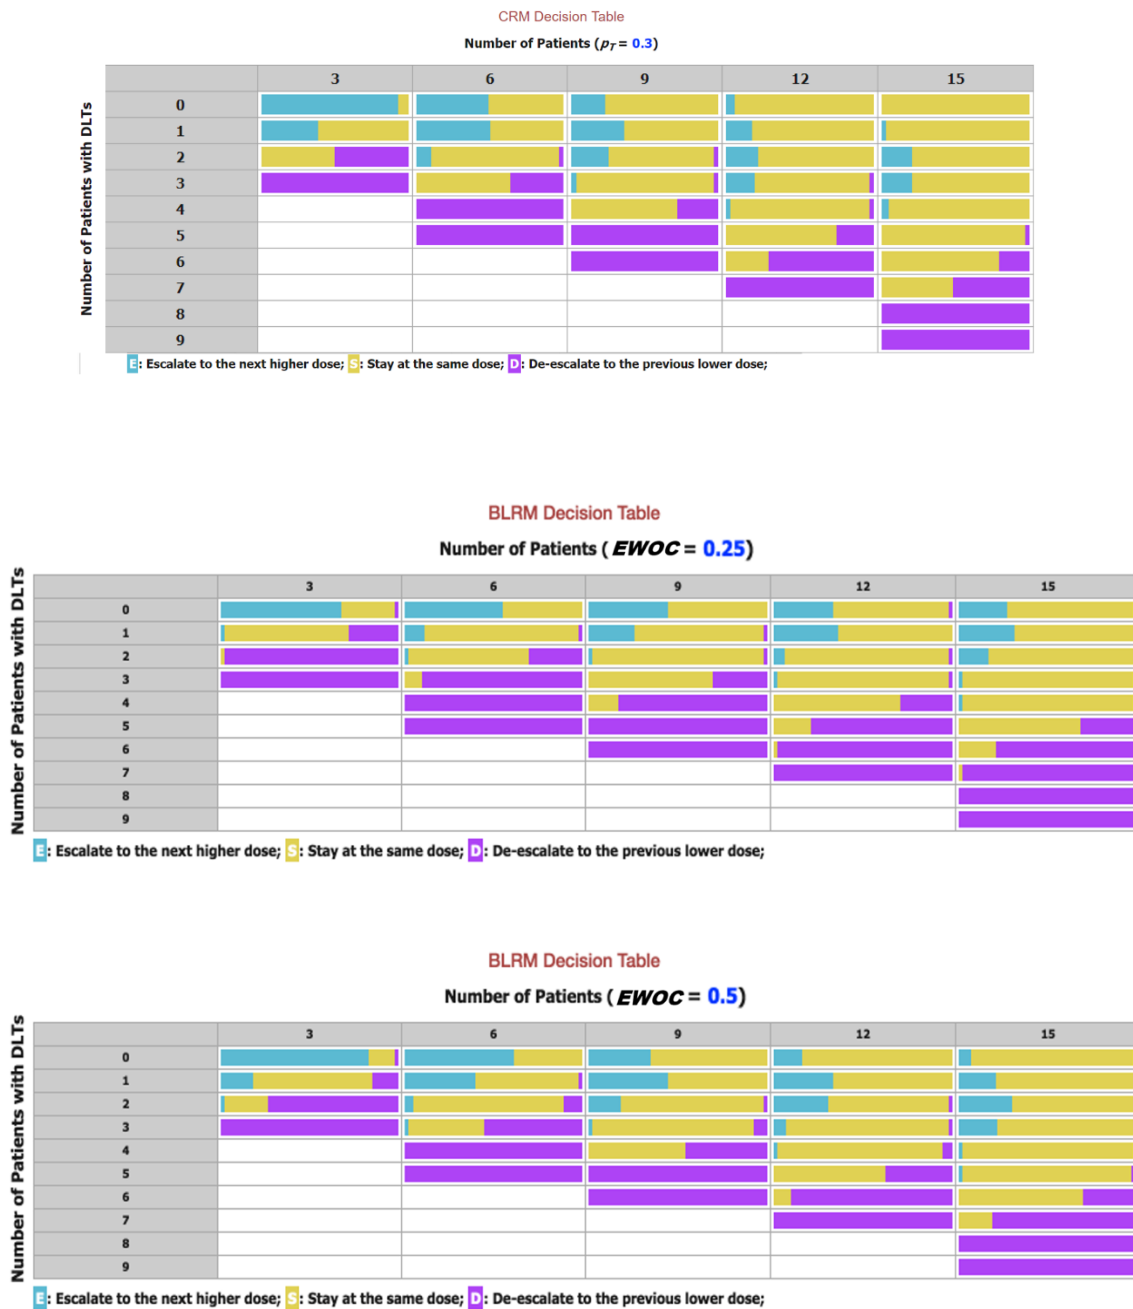 CRM Decision Table
Number of Patients (pT = 0.3)
3 6 9 12 15
Number of Patients with DLTs
0
1
2
3
4
5
6
7
8
9
E: Escalate to the next higher dose; S: Stay at the same dose; D: De-escalate to the previous lower dose;
BLRM Decision Table
Number of Patients ( EWOC = 0.25)
3 6 9 12 15
Number of Patients with DLTs
0
1
2
3
4
5
6
7
8
9
E: Escalate to the next higher dose; S: Stay at the same dose; D: De-escalate to the previous lower dose;
BLRM Decision Table
Number of Patients ( EWOC = 0.5)
3 6 9 12 15
Number of Patients with DLTs
0
1
2
3
4
5
6
7
8
9
E: Escalate to the next higher dose; S: Stay at the same dose; D: De-escalate to the previous lower dose;